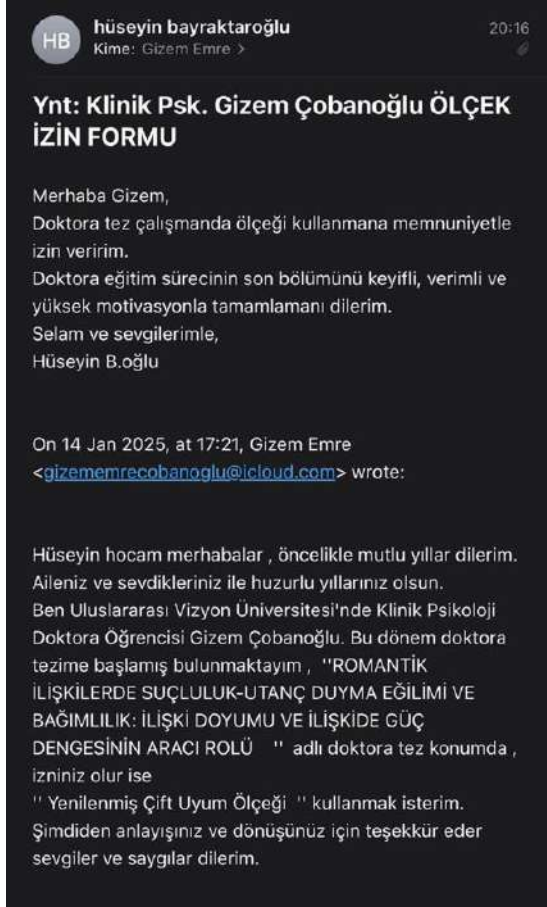 HB
hüseyin bayraktaroğlu
20:16
Kime: Gizem Emre >
Ynt: Klinik Psk. Gizem Çobanoğlu ÖLÇEK
İZİN FORMU
Merhaba Gizem,
Doktora tez çalışmanda ölçeği kullanmana memnuniyetle
izin veririm.
Doktora eğitim sürecinin son bölümünü keyifli, verimli ve
yüksek motivasyonla tamamlamanı dilerim.
Selam ve sevgilerimle,
Hüseyin B.oğlu
On 14 Jan 2025, at 17:21, Gizem Emre
<gizememrecobanoglu@icloud.com> wrote:
Hüseyin hocam merhabalar , öncelikle mutlu yıllar dilerim.
Aileniz ve sevdikleriniz ile huzurlu yıllarınız olsun.
Ben Uluslararası Vizyon Üniversitesi'nde Klinik Psikoloji
Doktora Öğrencisi Gizem Çobanoğlu. Bu dönem doktora
tezime başlamış bulunmaktayım , ''ROMANTİK
İLİŞKİLERDE SUÇLULUK-UTANÇ DUYMA EĞİLİMİ VE
BAĞIMLILIK: İLİŞKİ DOYUMU VE İLİŞKİDE GÜÇ
DENGESİNİN ARACI ROLÜ '' adlı doktora tez konumda ,
izniniz olur ise
'' Yenilenmiş Çift Uyum Ölçeği '' kullanmak isterim.
Şimdiden anlayışınız ve dönüşünüz için teşekkür eder
sevgiler ve saygılar dilerim.